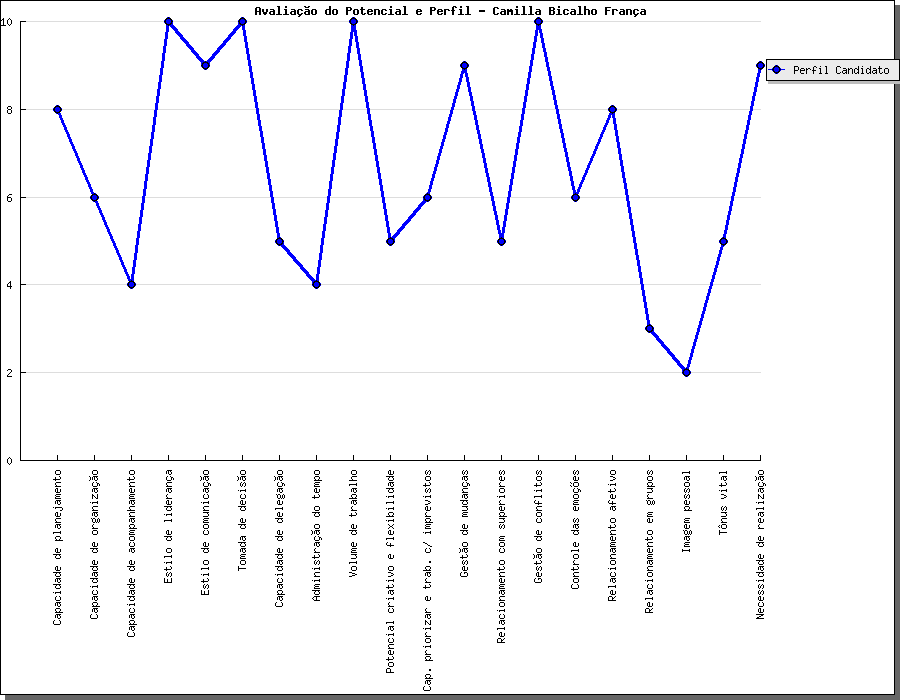 Avaliação do Potencial e Perfil - Camilla Bicalho França
Perfil Candidato
10
8
6
4
2
0
Capacidade de planejamento
Capacidade de organização
Capacidade de acompanhamento
Estilo de liderança
Estilo de comunicação
Tomada de decisão
Capacidade de delegação
Administração do tempo
Volume de trabalho
Potencial criativo e flexibilidade
Cap. priorizar e trab. c/ imprevistos
Gestão de mudanças
Relacionamento com superiores
Gestão de conflitos
Controle das emoções
Relacionamento afetivo
Relacionamento em grupos
Imagem pessoal
Tônus vital
Necessidade de realização